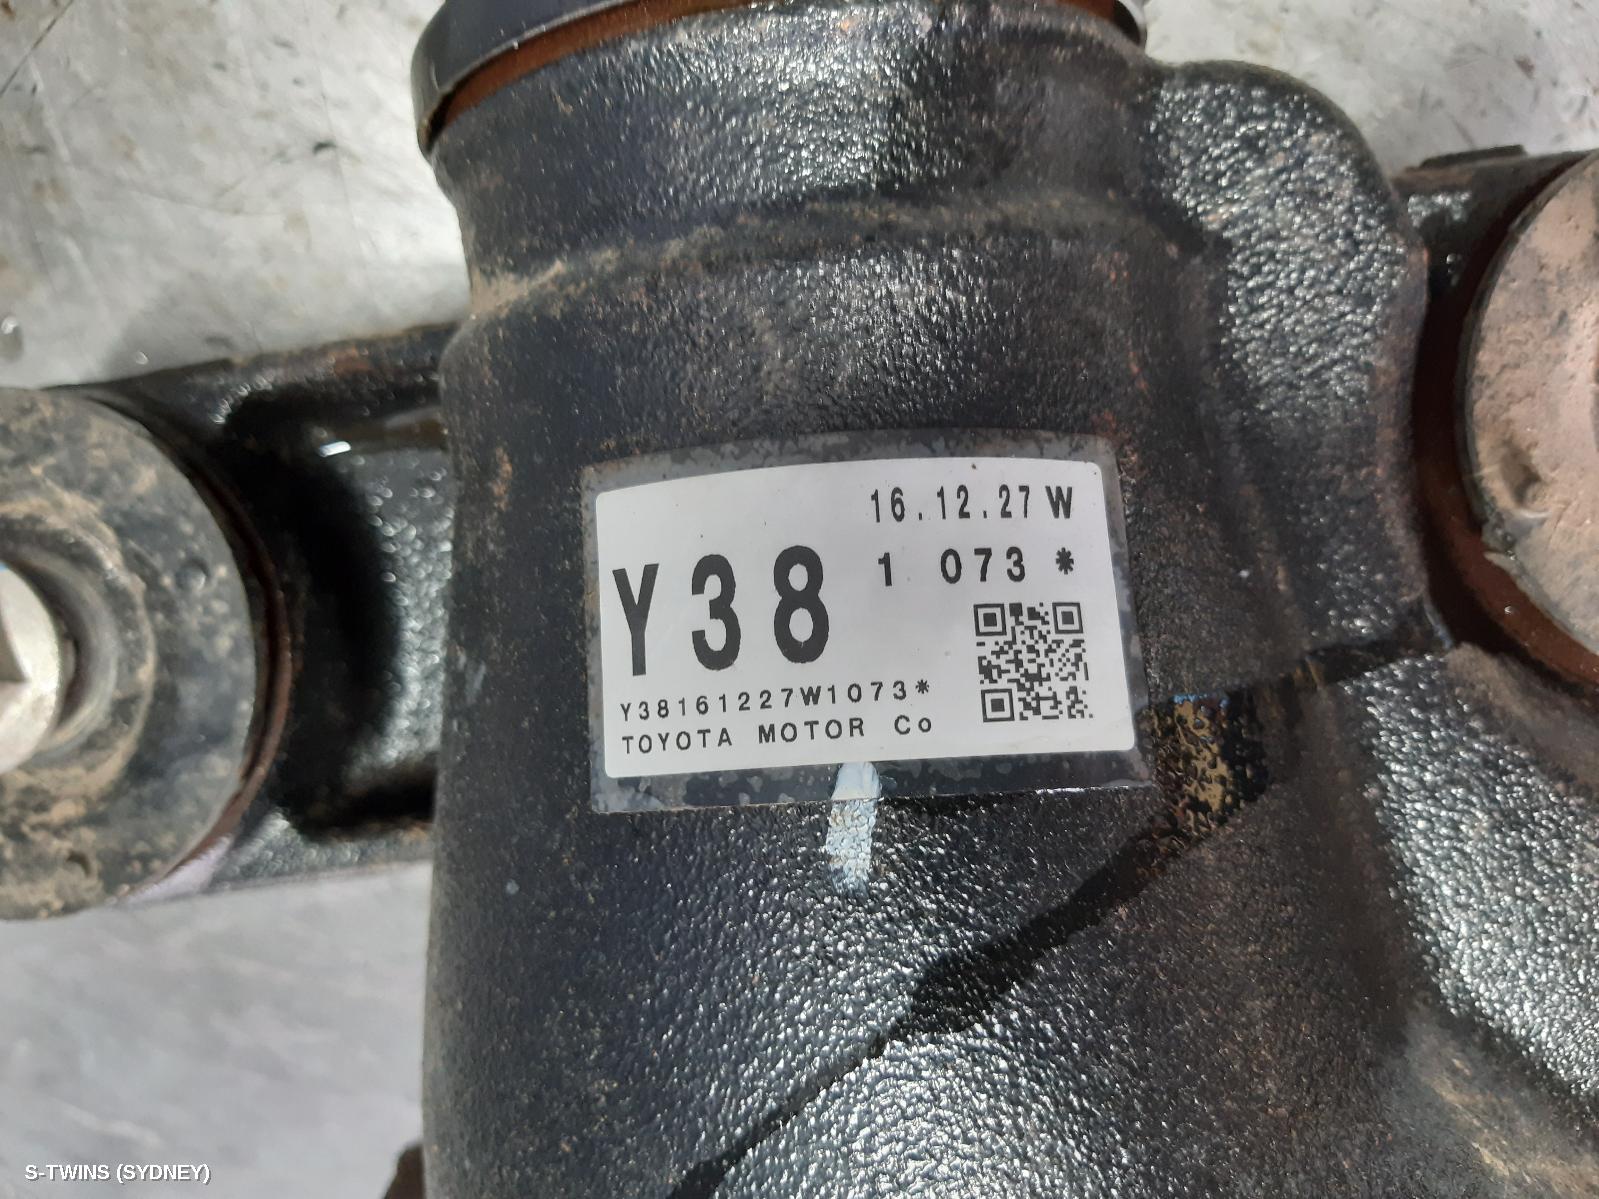 16.12.27 W
Y38 1 073 *
Y38161227W1073*
TOYOTA MOTOR Co
S-TWINS (SYDNEY)